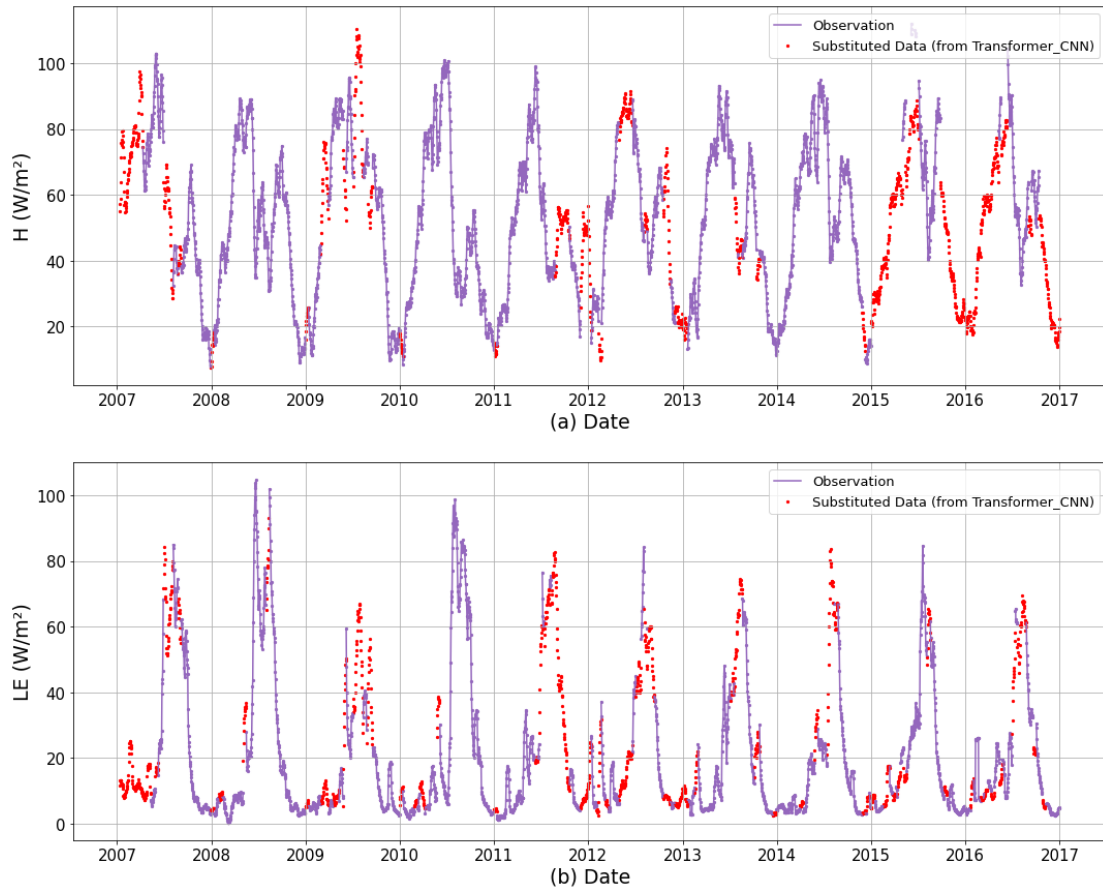 Observation
Substituted Data (from Transformer_CNN)
H (W/m²)
100
80
60
40
20
2007 2008 2009 2010 2011 2012 2013 2014 2015 2016 2017
(a) Date
Observation
Substituted Data (from Transformer_CNN)
LE (W/m²)
100
80
60
40
20
0
2007 2008 2009 2010 2011 2012 2013 2014 2015 2016 2017
(b) Date